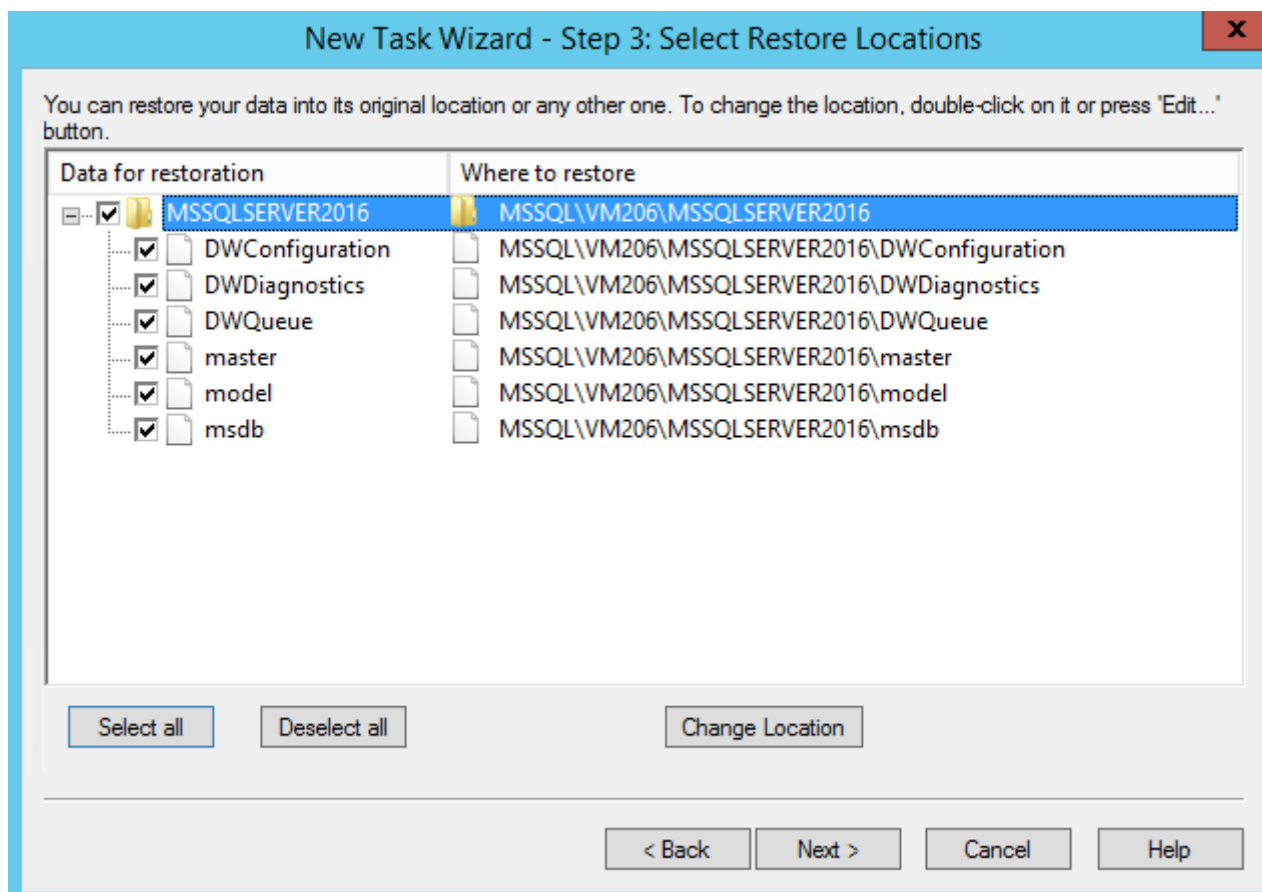 New Task Wizard - Step 3: Select Restore Locations
x
You can restore your data into its original location or any other one. To change the location, double-click on it or press 'Edit...'
button.
Data for restoration Where to restore
MSSQLSERVER2016 MSSQL\VM206\MSSQLSERVER2016
DWConfiguration MSSQL\VM206\MSSQLSERVER2016\DWConfiguration
DWDiagnostics MSSQL\VM206\MSSQLSERVER2016\DWDiagnostics
DWQueue MSSQL\VM206\MSSQLSERVER2016\DWQueue
master MSSQL\VM206\MSSQLSERVER2016\master
model MSSQL\VM206\MSSQLSERVER2016\model
msdb MSSQL\VM206\MSSQLSERVER2016\msdb
Select all Deselect all Change Location
< Back Next > Cancel Help